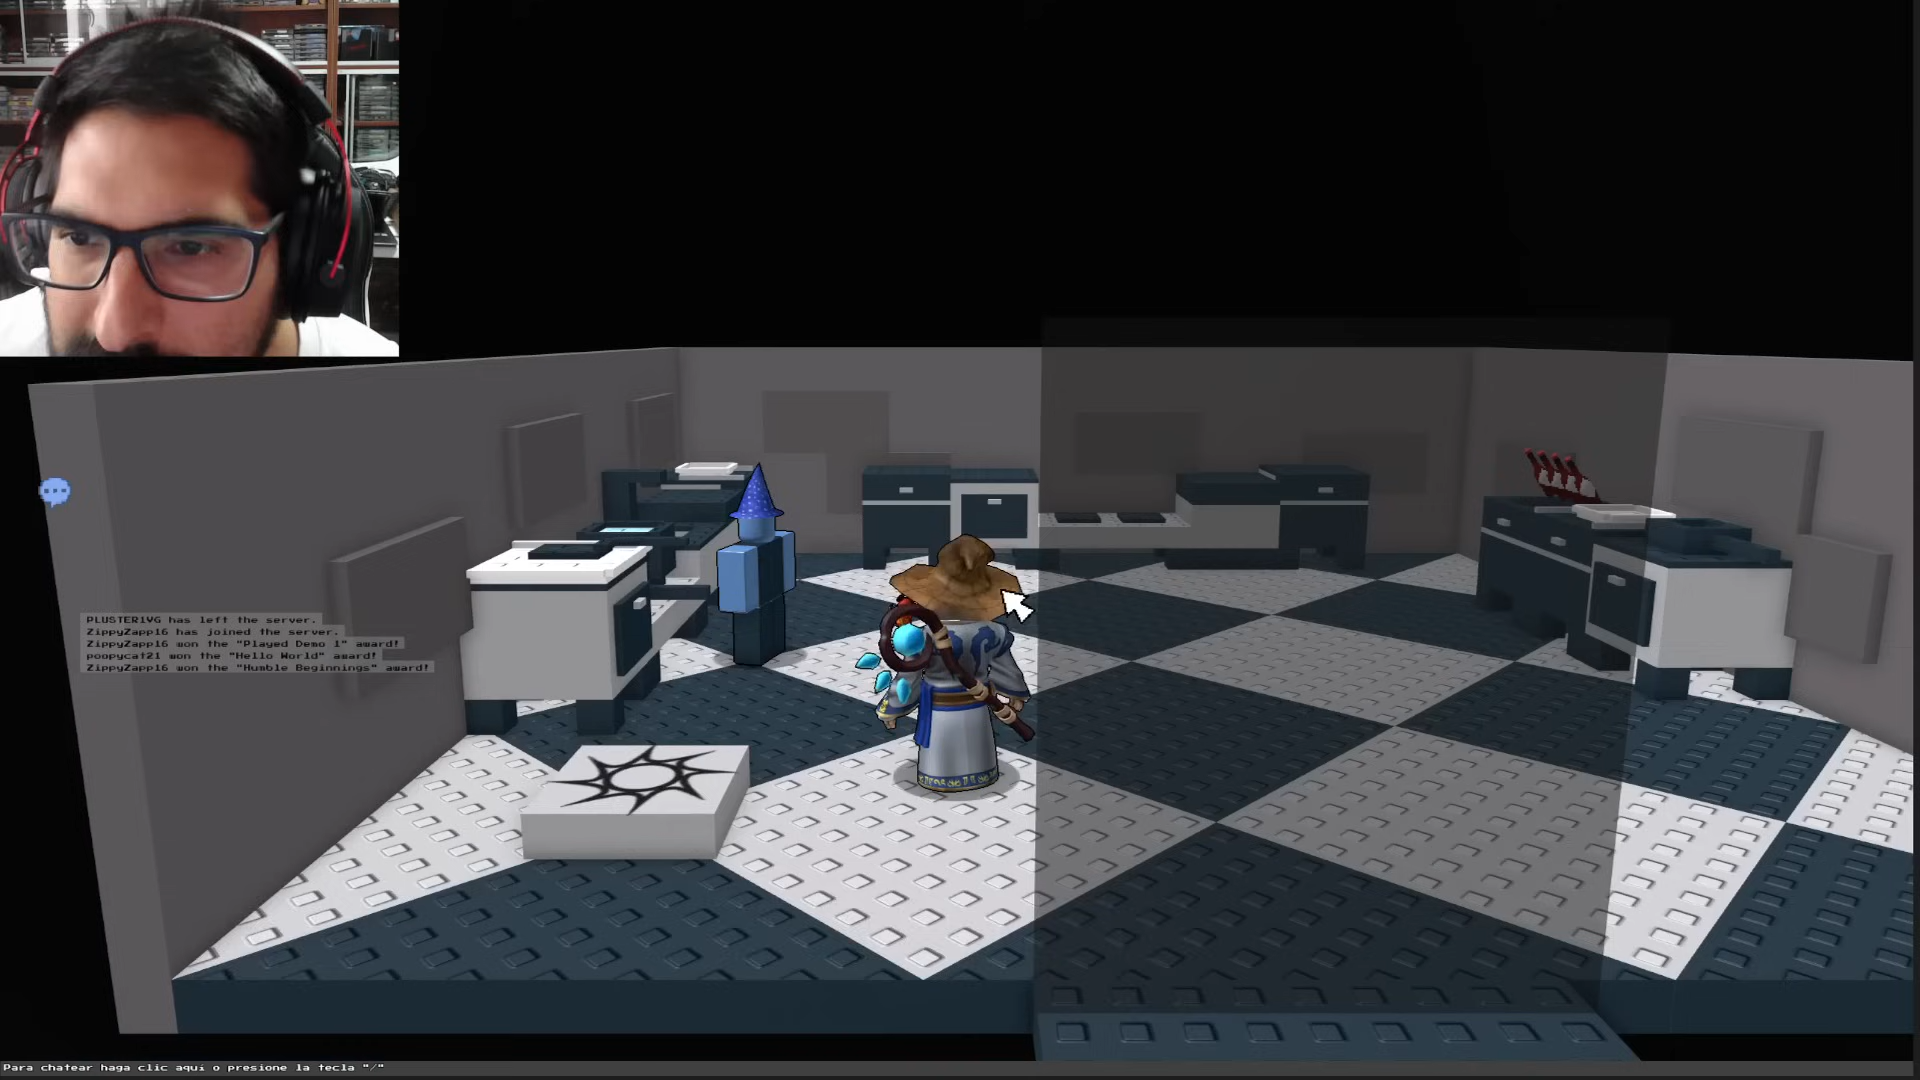 PLUSTER1VG has left the server.
ZippyZapp16 has joined the server.
ZippyZapp16 won the "Played Demo 1" award!
poopycat21 won the "Hello World" award!
ZippyZapp16 won the "Humble Beginnings" award!
Para chatear haga clic aquí o presione la tecla "/"